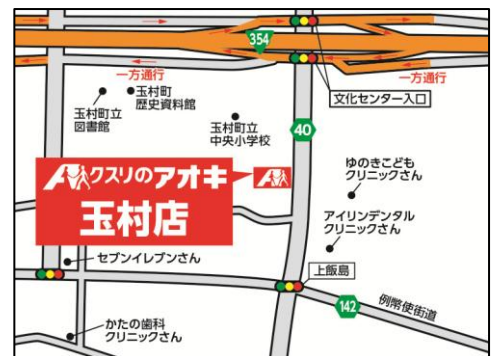 354
一方通行
一方通行
文化センター入口
玉村町
歴史資料館
玉村町立
図書館
玉村町立
中央小学校
40
クスリのアオキ
玉村店
ゆのきこども
クリニックさん
アイリンデンタル
クリニックさん
セブンイレブンさん
上飯島
142
例幣使街道
かたの歯科
クリニックさん